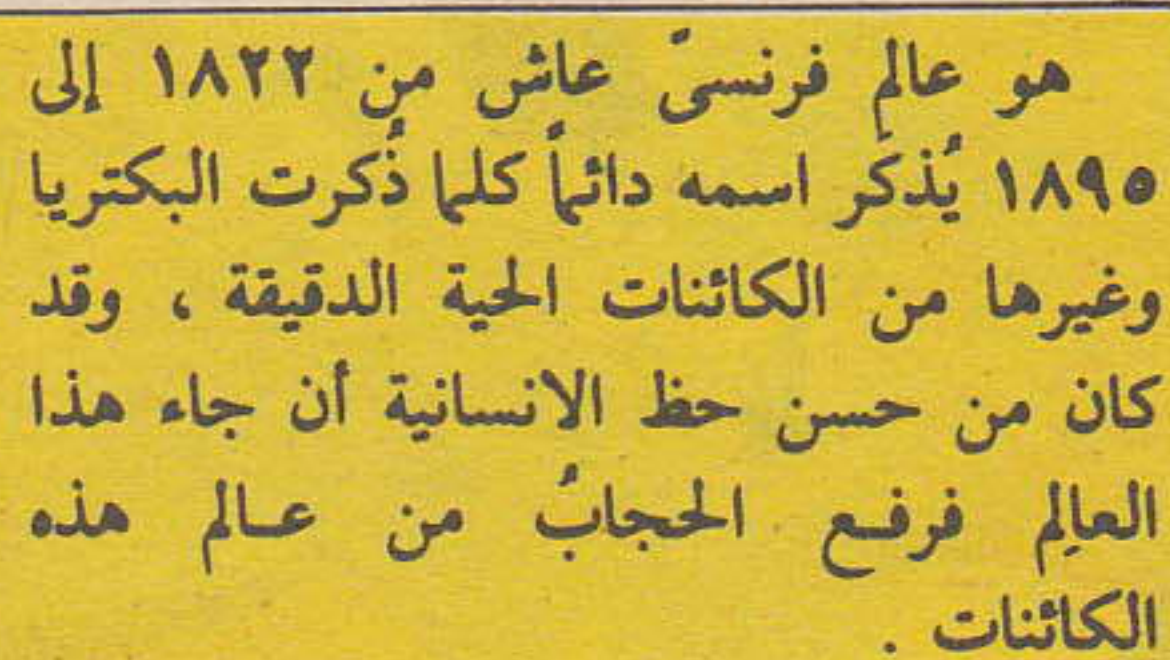 هو عالِم فرنسىّ عاش من ١٨٢٢ إلى
١٨٩٥ يُذكَر اسمه دائماً كلما ذُكرت البكتريا
وغيرها من الكائنات الحية الدقيقة ، وقد
كان من حسن حظ الانسانية أن جاء هذا
العالِم فرفع الحجابُ من عالم هذه
الكائنات .